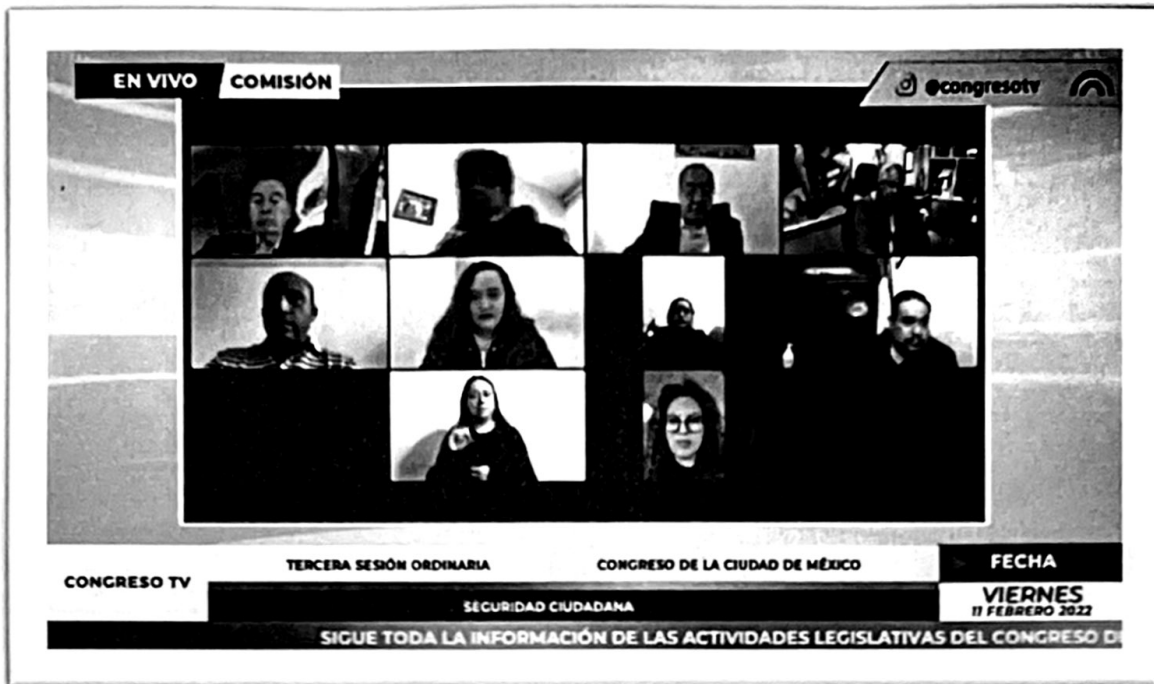 EN VIVO COMISIÓN
@congresotv
TERCERA SESIÓN ORDINARIA CONGRESO DE LA CIUDAD DE MÉXICO FECHA
CONGRESO TV
SEGURIDAD CIUDADANA
VIERNES
11 FEBRERO 2022
SIGUE TODA LA INFORMACIÓN DE LAS ACTIVIDADES LEGISLATIVAS DEL CONGRESO